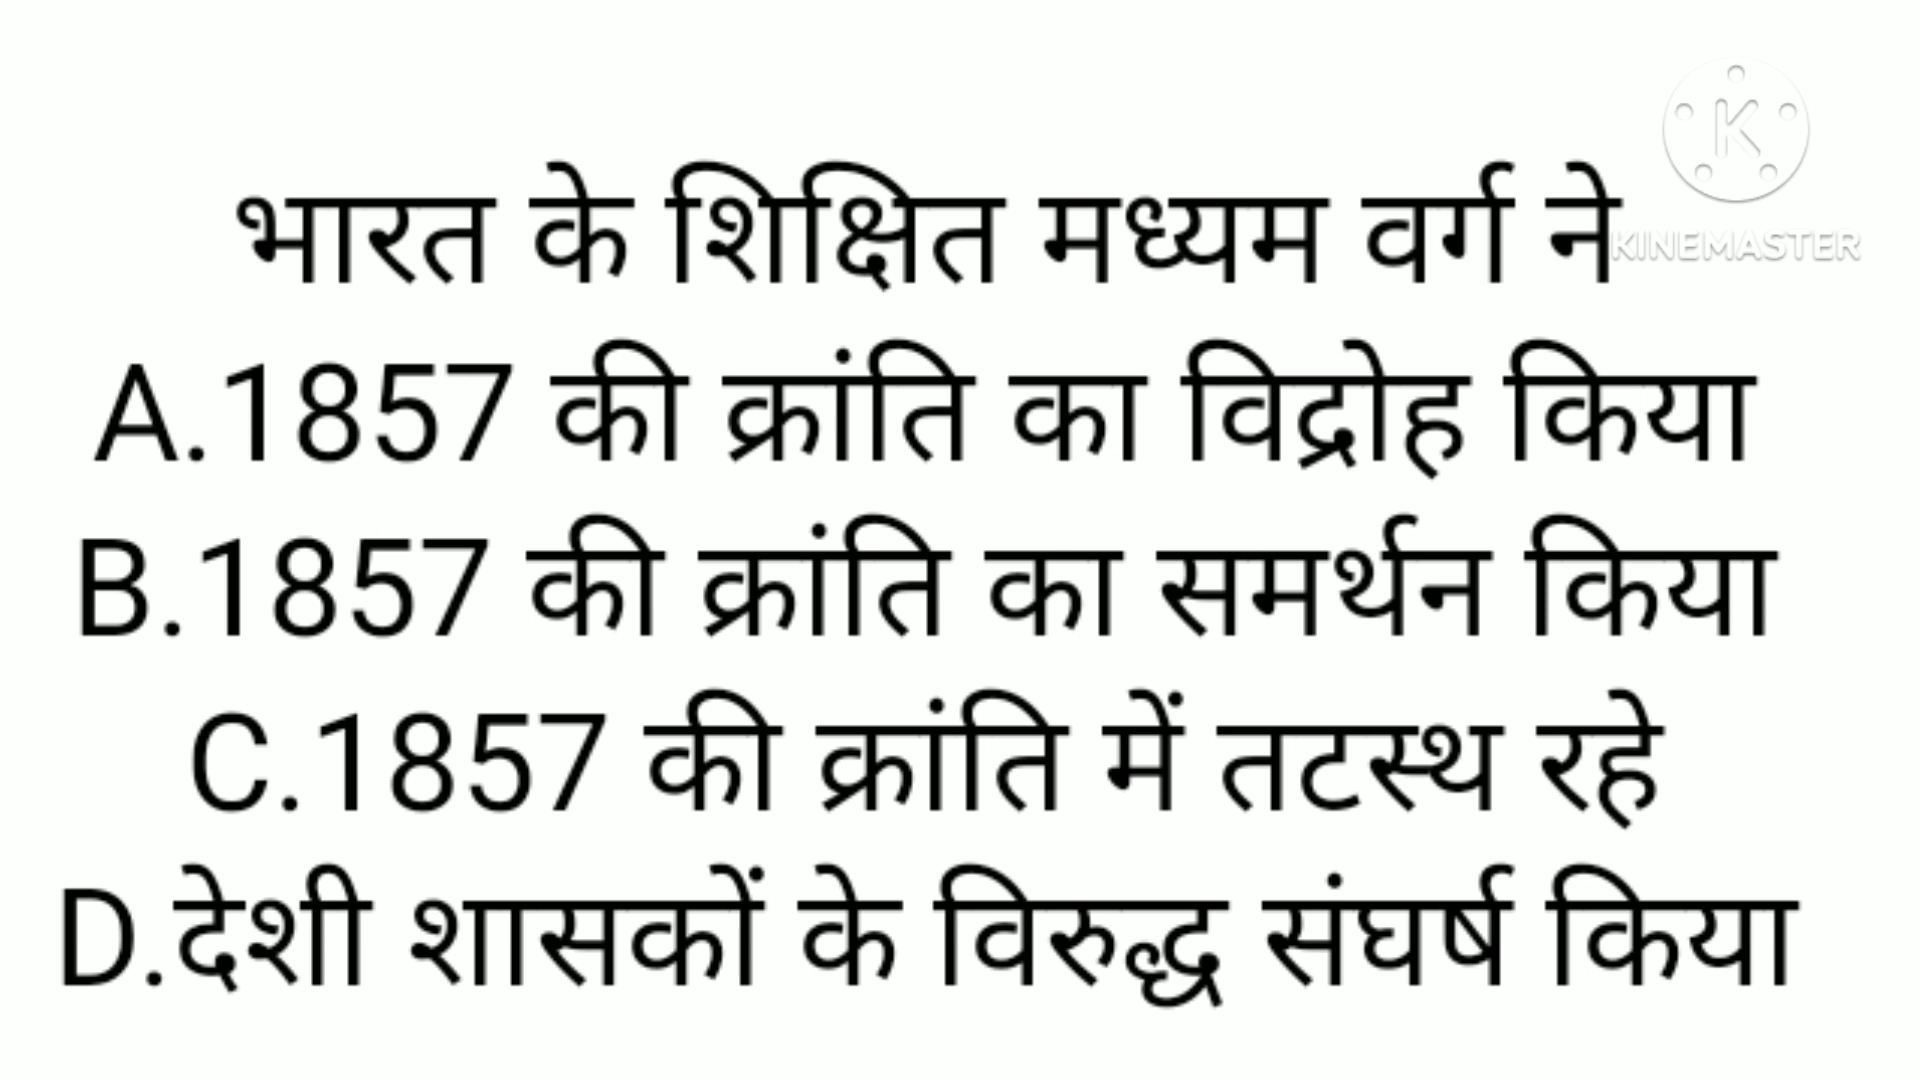 भारत के शिक्षित मध्यम वर्ग ने
KINEMASTER
A.1857 की क्रांति का विद्रोह किया
B.1857 की क्रांति का समर्थन किया
C.1857 की क्रांति में तटस्थ रहे
D.देशी शासकों के विरुद्ध संघर्ष किया